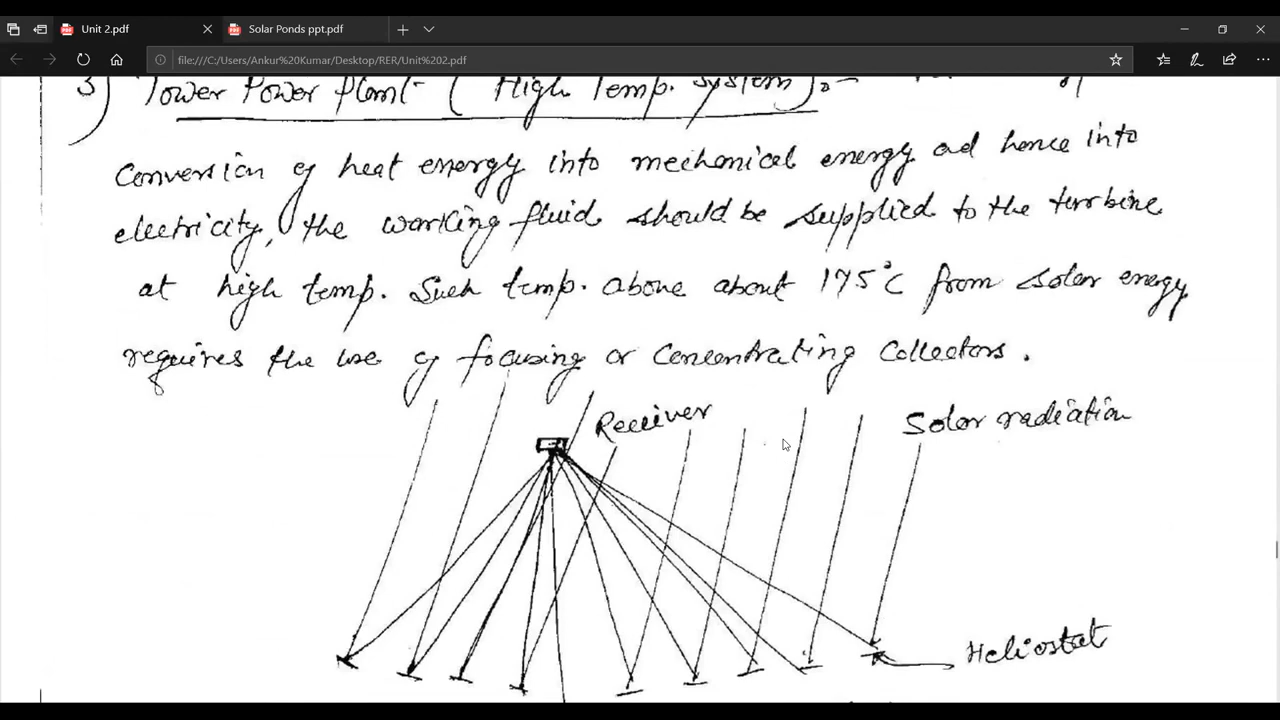 Unit 2.pdf
Solar Ponds ppt.pdf
file:///C:/Users/Ankur%20Kumar/Desktop/RER/Unit%202.pdf
3) Tower Power Plant (High Temp. System):-
Conversion of heat energy into mechanical energy ad hence into
electricity, the working fluid should be supplied to the turbine
at high temp. Such temp. above about 175°C from solar energy
requires the use of focusing or concentrating collectors.
Receiver
Solar radiation
Heliostat